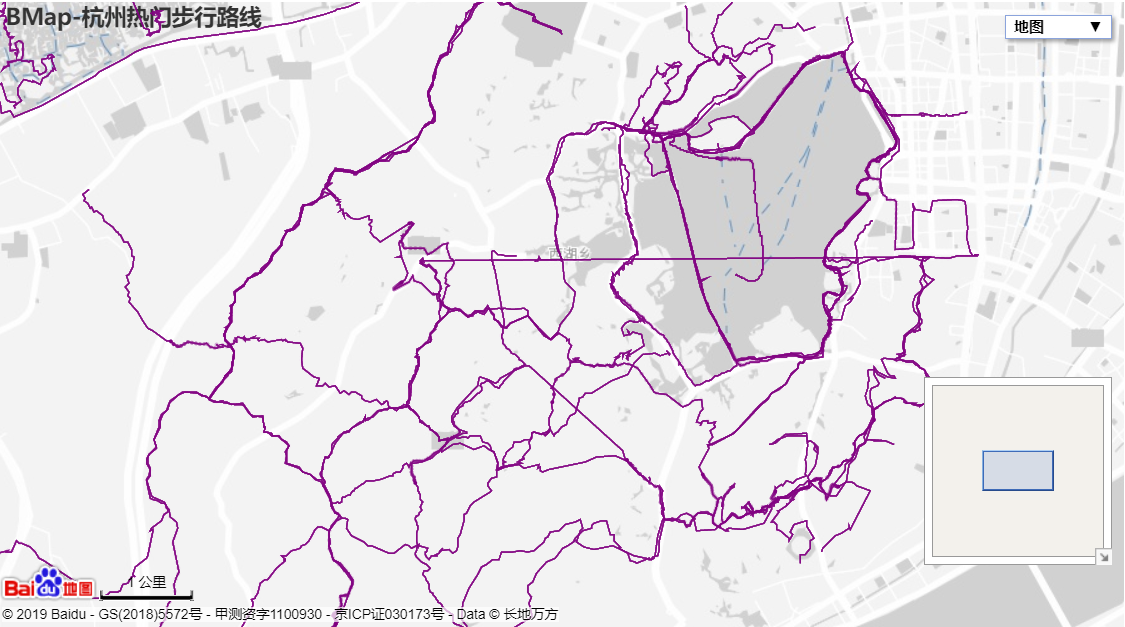 BMap-杭州热门步行路线
地图 ▼
西湖乡
1 公里
Bai du 地图
© 2019 Baidu - GS(2018)5572号 - 甲测资字1100930 - 京ICP证030173号 - Data © 长地万方